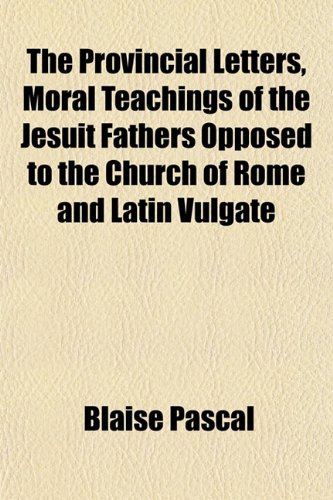 The Provincial Letters,
Moral Teachings of the
Jesuit Fathers Opposed
to the Church of Rome
and Latin Vulgate
Blaise Pascal